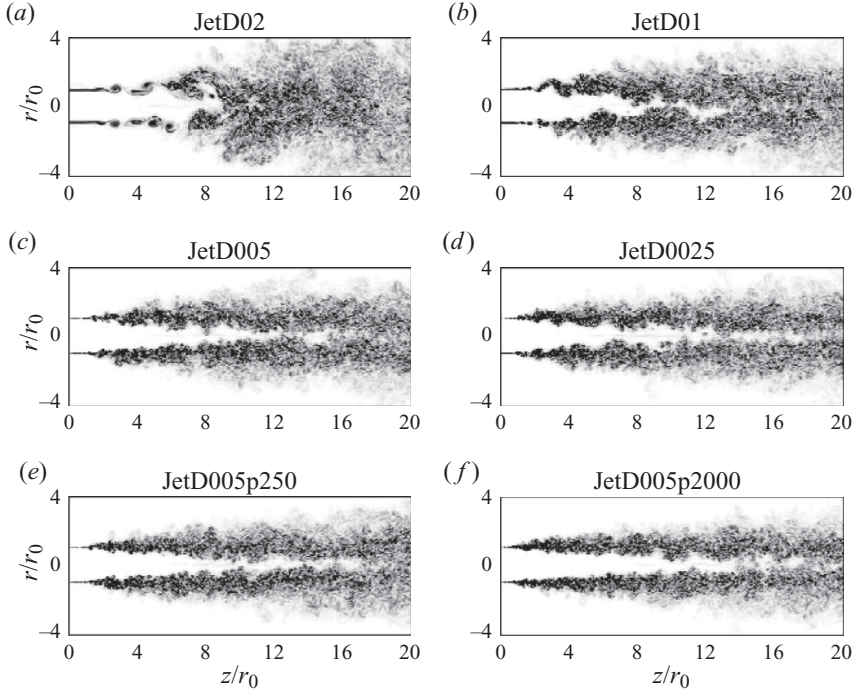 (a) JetD02
(b) JetD01
4
r/r0
0
–4
0 4 8 12 16 20
4
0
–4
0 4 8 12 16 20
(c) JetD005
(d) JetD0025
4
r/r0
0
–4
0 4 8 12 16 20
4
0
–4
0 4 8 12 16 20
(e) JetD005p250
(f) JetD005p2000
4
r/r0
0
–4
0 4 8 12 16 20
z/r0
4
0
–4
0 4 8 12 16 20
z/r0